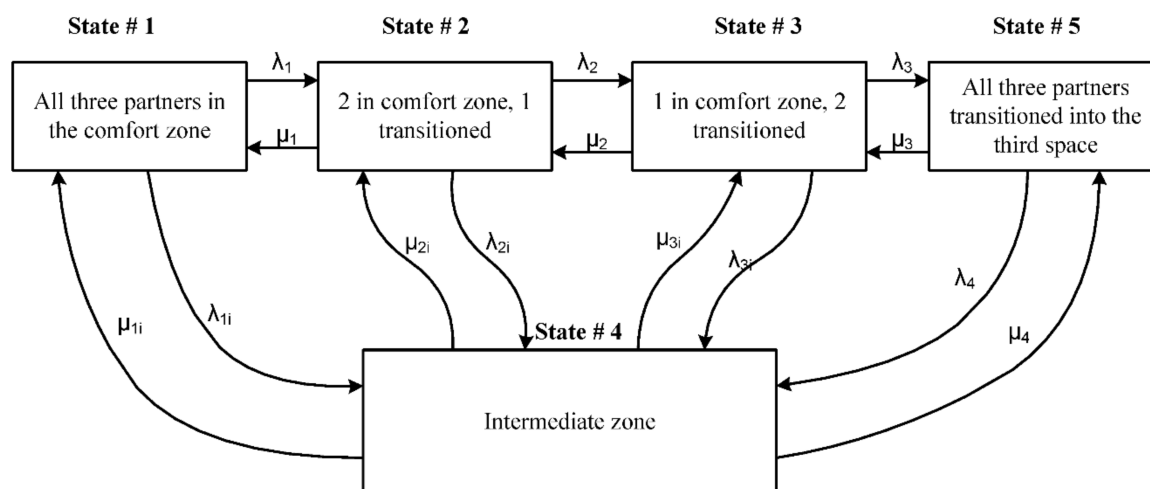 State # 1
State # 2
State # 3
State # 5
All three partners in
the comfort zone
λ1
μ1
2 in comfort zone, 1
transitioned
λ2
μ2
1 in comfort zone, 2
transitioned
λ3
μ3
All three partners
transitioned into the
third space
μ1i
λ1i
μ2i
λ2i
μ3i
λ3i
λ4
μ4
State # 4
Intermediate zone